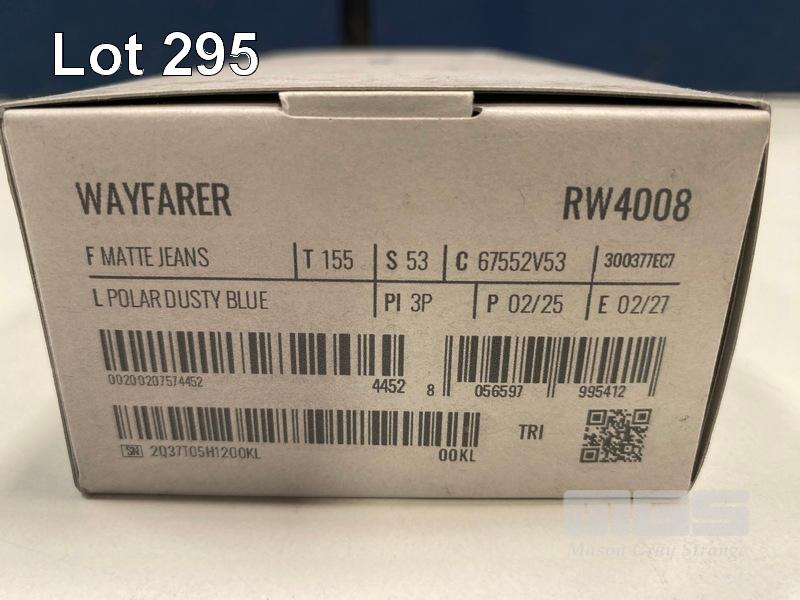 Lot 295
WAYFARER RW4008
F MATTE JEANS T 155 S 53 C 67552V53 300377EC7
L POLAR DUSTY BLUE PI 3P P 02/25 E 02/27
00200207574452 4452 8 056597 995412
SN 2Q37T05H1200KL 00KL TRI
MGS
Mason Gray Strange